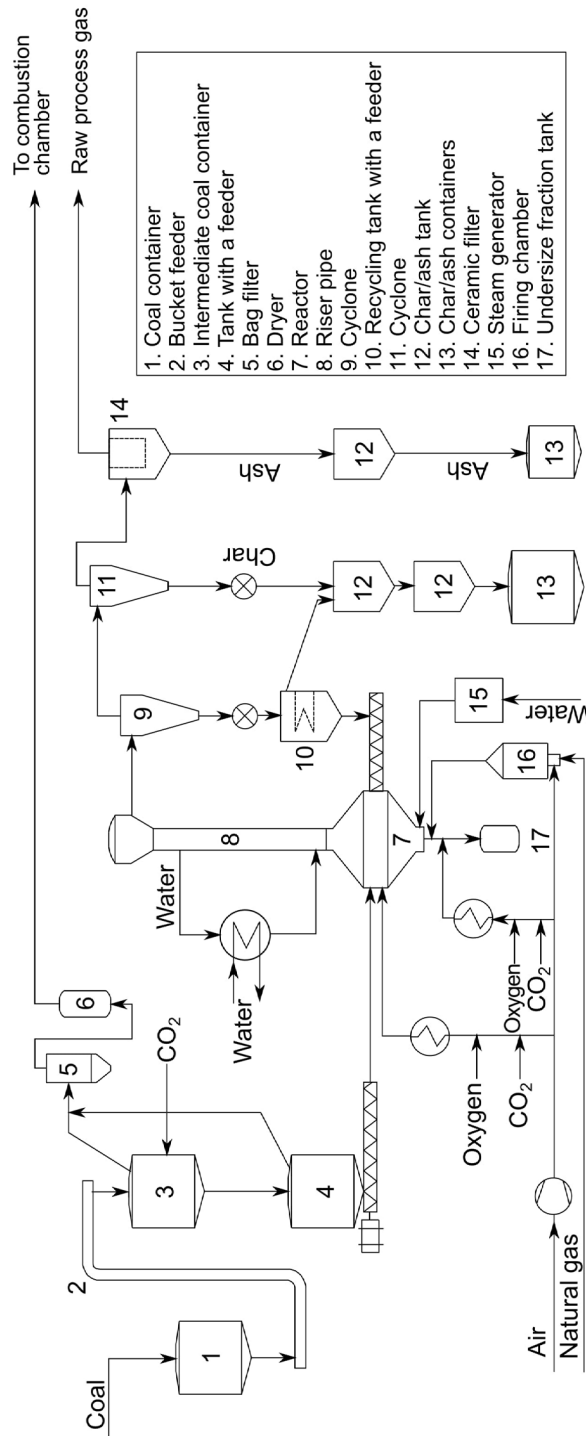 To combustion
chamber
Raw process gas
1. Coal container
2. Bucket feeder
3. Intermediate coal container
4. Tank with a feeder
5. Bag filter
6. Dryer
7. Reactor
8. Riser pipe
9. Cyclone
10. Recycling tank with a feeder
11. Cyclone
12. Char/ash tank
13. Char/ash containers
14. Ceramic filter
15. Steam generator
16. Firing chamber
17. Undersize fraction tank
Coal
1
2
3
CO2
4
5
6
Water
Water
8
7
9
10
11
Char
12
12
13
14
Ash
12
Ash
13
15
Water
16
17
Oxygen
CO2
Oxygen
CO2
Air
Natural gas